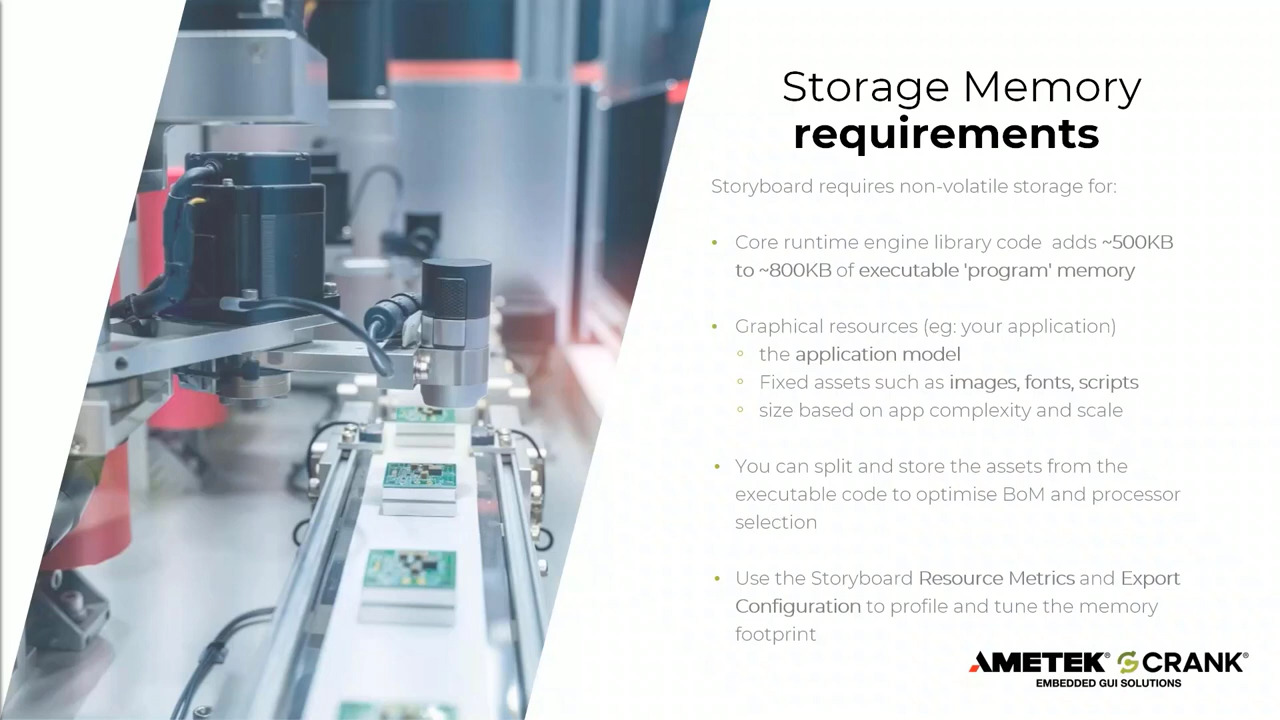 Storage Memory
requirements
Storyboard requires non-volatile storage for:
• Core runtime engine library code  adds ~500KB
to ~800KB of executable 'program' memory
• Graphical resources (eg: your application)
◦ the application model
◦ Fixed assets such as images, fonts, scripts
◦ size based on app complexity and scale
• You can split and store the assets from the
executable code to optimise BoM and processor
selection
• Use the Storyboard Resource Metrics and Export
Configuration to profile and tune the memory
footprint
AMETEK® CRANK®
EMBEDDED GUI SOLUTIONS